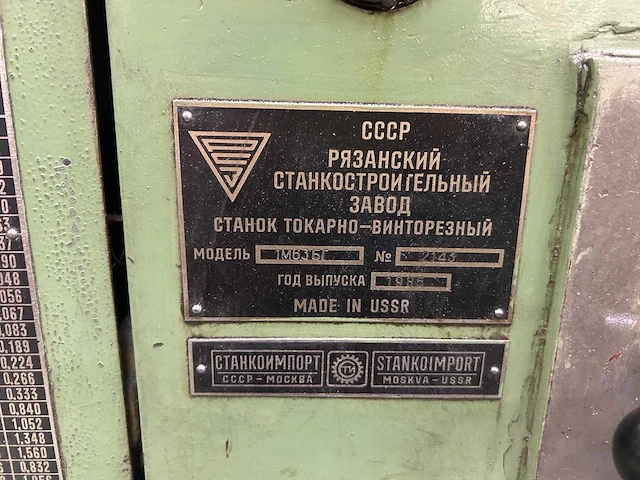 СССР
РЯЗАНСКИЙ
СТАНКОСТРОИТЕЛЬНЫЙ
ЗАВОД
СТАНОК ТОКАРНО-ВИНТОРЕЗНЫЙ
МОДЕЛЬ № 2143
ГОД ВЫПУСКА
MADE IN USSR
СТАНКОИМПОРТ
СССР - МОСКВА
СТИ
STANKOIMPORT
MOSKVA - USSR
0,189
0,224
0,266
0,333
0,840
1,052
1,348
1,560
0,832